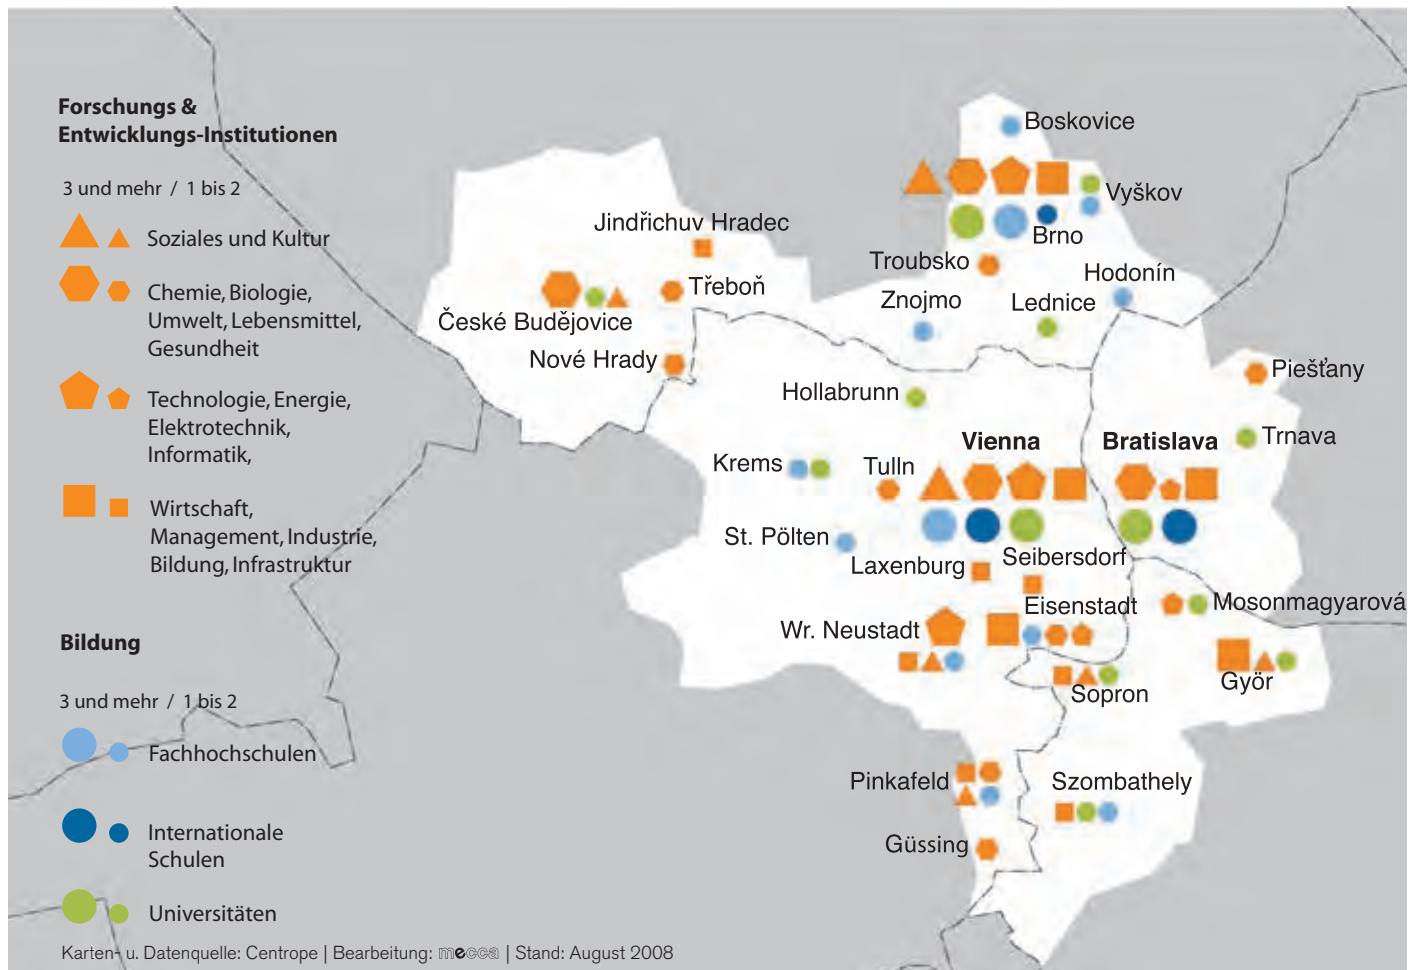 Forschungs &
Entwicklungs-Institutionen
3 und mehr / 1 bis 2
Soziales und Kultur
Chemie, Biologie,
Umwelt, Lebensmittel,
Gesundheit
Technologie, Energie,
Elektrotechnik,
Informatik,
Wirtschaft,
Management, Industrie,
Bildung, Infrastruktur
Bildung
3 und mehr / 1 bis 2
Fachhochschulen
Internationale
Schulen
Universitäten
Boskovice
Vyškov
Brno
Jindřichuv Hradec
Troubsko
Hodonín
Třeboň
Znojmo
Lednice
České Budějovice
Nové Hrady
Piešťany
Hollabrunn
Vienna
Bratislava
Trnava
Krems
Tulln
St. Pölten
Laxenburg
Seibersdorf
Eisenstadt
Mosonmagyarová
Wr. Neustadt
Sopron
Györ
Pinkafeld
Szombathely
Güssing
Karten- u. Datenquelle: Centrope | Bearbeitung: mecca | Stand: August 2008